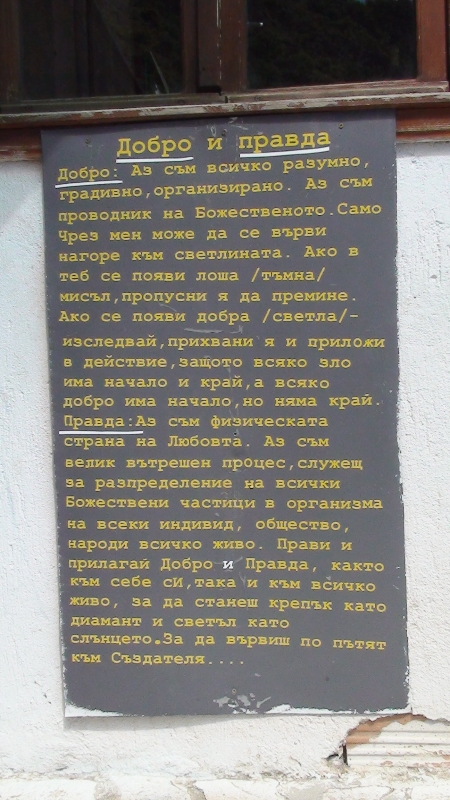 Добро и правда
Добро: Аз съм всичко разумно,
градивно,организирано. Аз съм
проводник на Божественото.Само
Чрез мен може да се върви
нагоре към светлината. Ако в
теб се появи лоша /тъмна/
мисъл,пропусни я да премине.
Ако се появи добра /светла/-
изследвай,прихвани я и приложи
в действие,защото всяко зло
има начало и край,а всяко
добро има начало,но няма край.
Правда:Аз съм физическата
страна на Любовта. Аз съм
велик вътрешен процес,служещ
за разпределение на всички
Божествени частици в организма
на всеки индивид, общество,
народи всичко живо. Прави и
прилагай Добро и Правда, както
към себе сИ,така и към всичко
живо, за да станеш крепък като
диамант и светъл като
слънцето.За да вървиш по пътят
към Създателя....